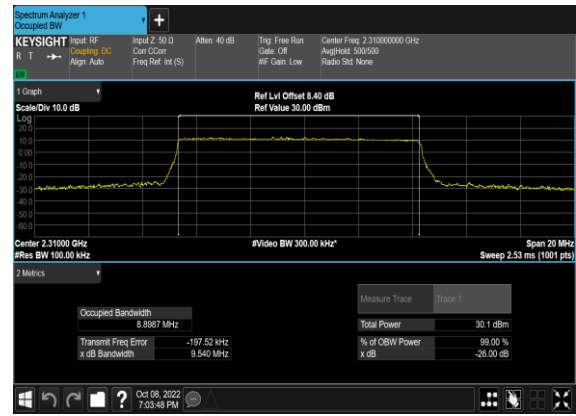 Spectrum Analyzer 1
Occupied BW
KEYSIGHT
R T
Input: RF
Coupling: DC
Align: Auto
Input Z: 50 Ω
Corr CCorr
Freq Ref: Int (S)
Atten: 40 dB
Trig: Free Run
Gate: Off
#IF Gain: Low
Center Freq: 2.310000000 GHz
Avg|Hold: 500/500
Radio Std: None
1 Graph
Scale/Div 10.0 dB
Ref Lvl Offset 8.40 dB
Ref Value 30.00 dBm
Log
20.0
10.0
0.00
-10.0
-20.0
-30.0
-40.0
-50.0
-60.0
Center 2.31000 GHz
#Res BW 100.00 kHz
#Video BW 300.00 kHz*
Span 20 MHz
Sweep 2.53 ms (1001 pts)
2 Metrics
Measure Trace Trace 1
Occupied Bandwidth
8.8987 MHz
Total Power 30.1 dBm
Transmit Freq Error -197.52 kHz
% of OBW Power 99.00 %
x dB Bandwidth 9.540 MHz
x dB -26.00 dB
?
Oct 08, 2022
7:03:48 PM